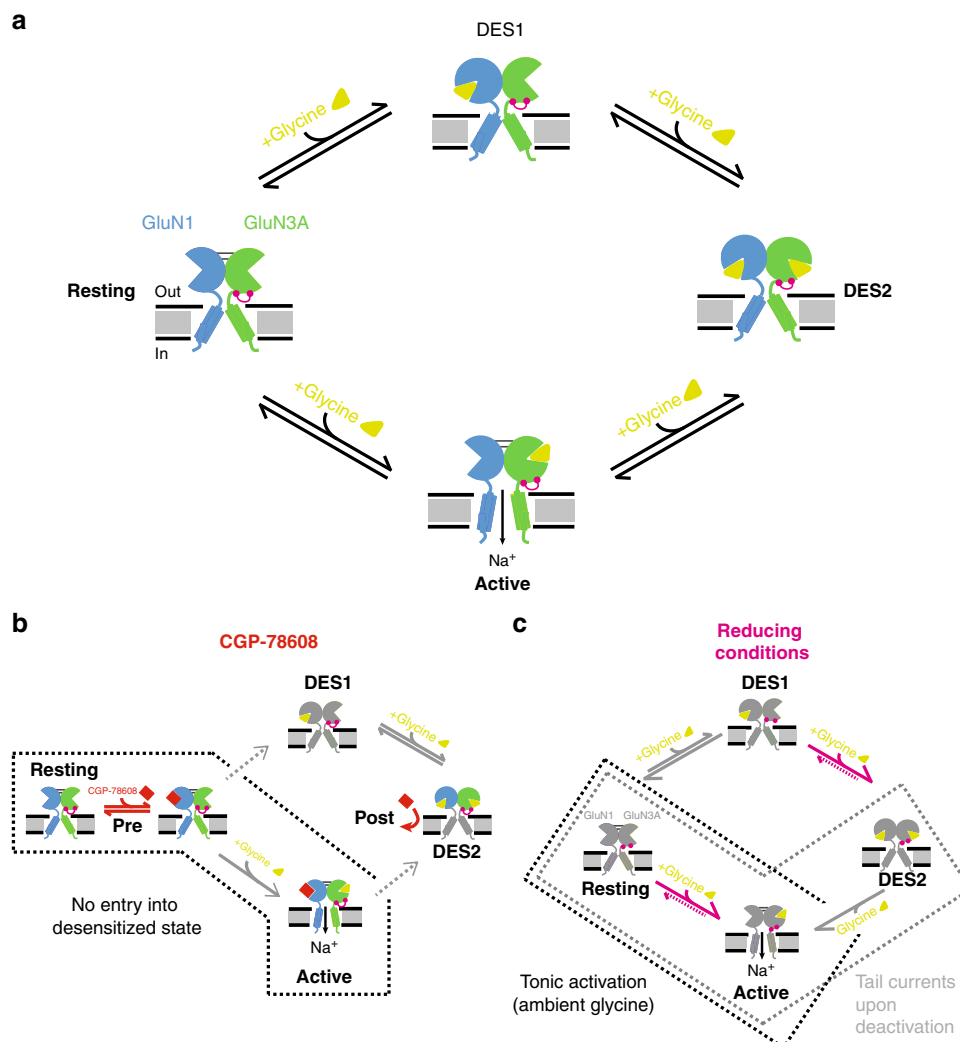 a
DES1
+Glycine
+Glycine
GluN1
GluN3A
Resting
Out
In
DES2
+Glycine
+Glycine
Na+
Active
b
CGP-78608
DES1
+Glycine
Resting
CGP-78608
Pre
Post
DES2
+Glycine
No entry into
desensitized state
Na+
Active
c
Reducing
conditions
DES1
+Glycine
+Glycine
GluN1
GluN3A
Resting
DES2
+Glycine
Glycine
Na+
Active
Tonic activation
(ambient glycine)
Tail currents
upon
deactivation